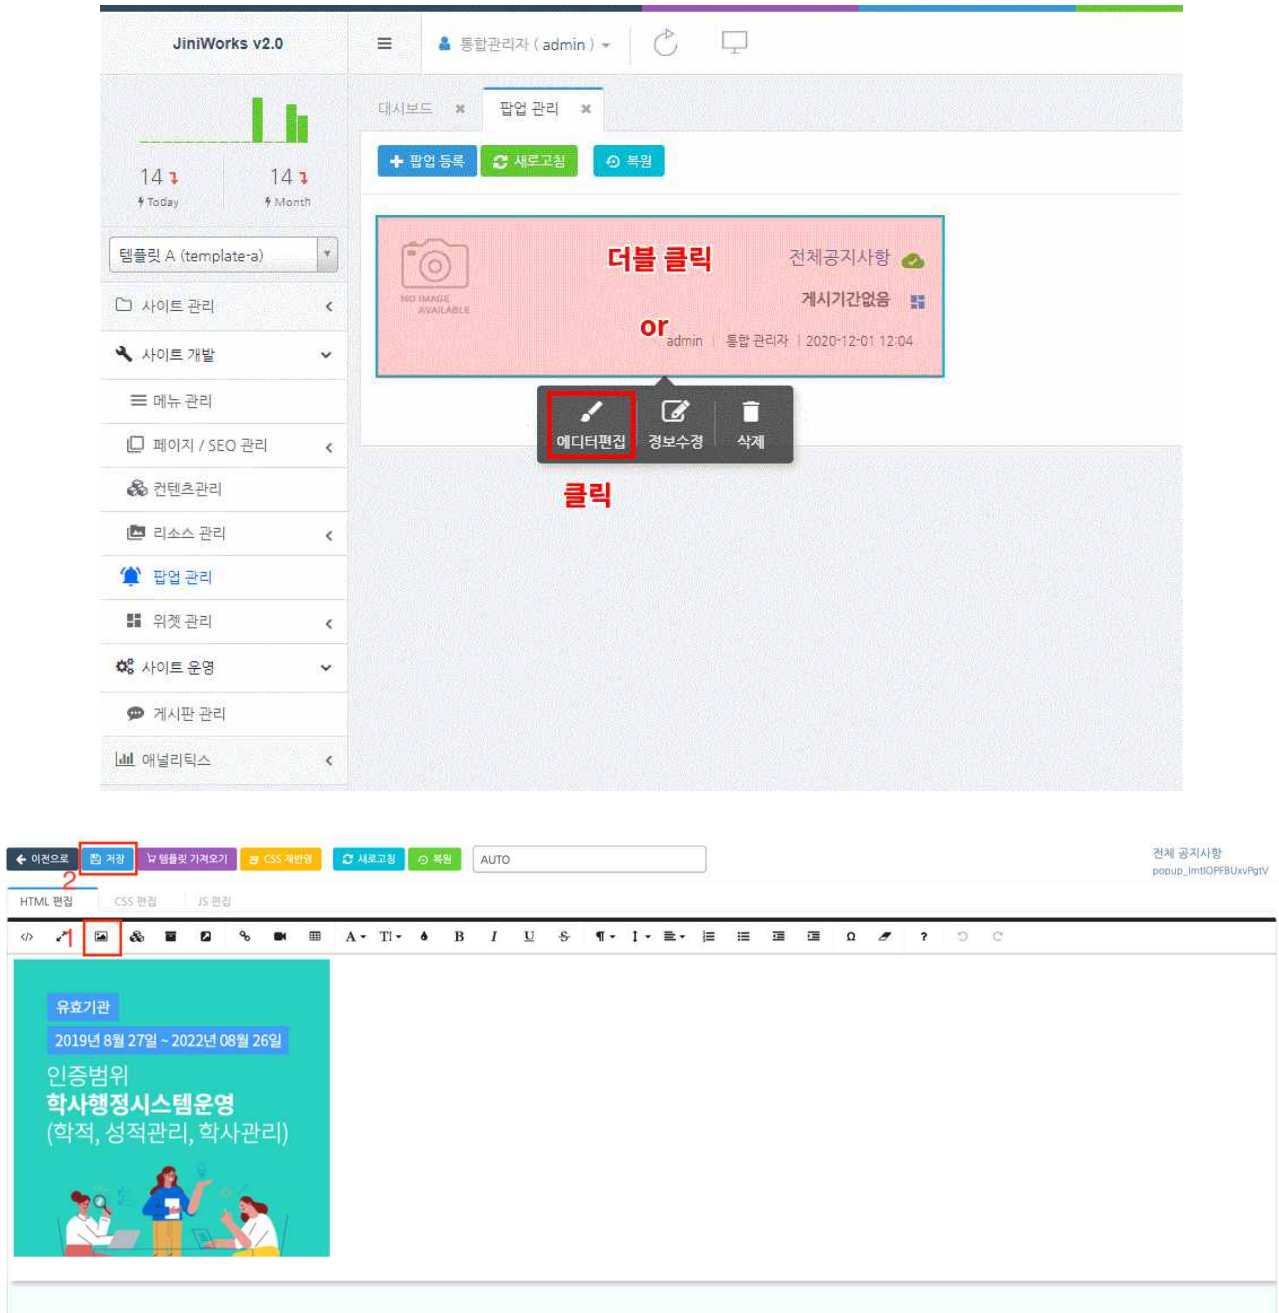 JiniWorks v2.0
통합관리자 ( admin )
대시보드
팝업 관리
팝업 등록 새로고침 복원
14 14
Today Month
템플릿 A (template-a)
사이트 관리
사이트 개발
메뉴 관리
페이지 / SEO 관리
컨텐츠관리
리소스 관리
팝업 관리
위젯 관리
사이트 운영
게시판 관리
애널리틱스
NO IMAGE
AVAILABLE
더블 클릭
전체공지사항
게시기간없음
or
admin | 통합 관리자 | 2020-12-01 12:04
에디터편집 정보수정 삭제
클릭
이전으로 저장 템플릿 가져오기 CSS 재반영 새로고침 복원 AUTO
전체 공지사항
popup_ImtIOPFBUxvPgtV
2
HTML 편집 CSS 편집 JS 편집
1
유효기관
2019년 8월 27일 ~ 2022년 08월 26일
인증범위
학사행정시스템운영
(학적, 성적관리, 학사관리)